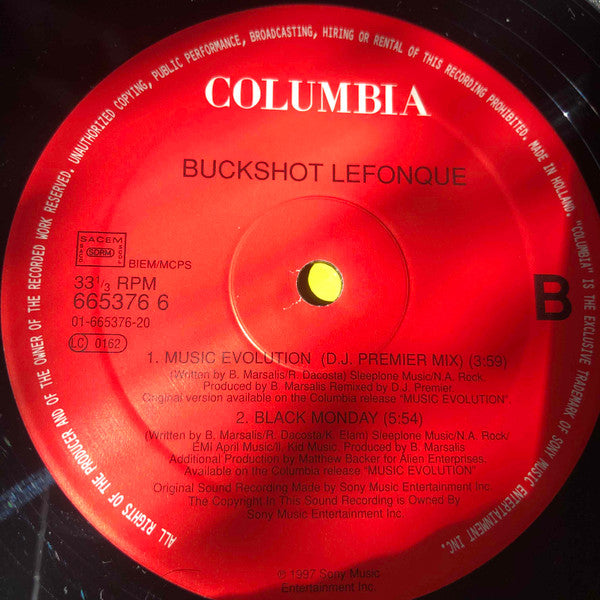 ALL RIGHTS OF THE PRODUCER AND OF THE OWNER OF THE RECORDED WORK RESERVED. UNAUTHORIZED COPYING, PUBLIC PERFORMANCE, BROADCASTING, HIRING OR RENTAL OF THIS RECORDING PROHIBITED. MADE IN HOLLAND. "COLUMBIA" IS THE EXCLUSIVE TRADEMARK OF SONY MUSIC ENTERTAINMENT INC.
COLUMBIA
BUCKSHOT LEFONQUE
SACEM
SDRM
BIEM/MCPS
33 1/3 RPM
665376 6
01-665376-20
LC 0162
B
1. MUSIC EVOLUTION (D.J. PREMIER MIX) (3:59)
(Written by B. Marsalis/R. Dacosta) Sleeptone Music/N.A. Rock.
Produced by B. Marsalis Remixed by D.J. Premier
Original version available on the Columbia release "MUSIC EVOLUTION".
2. BLACK MONDAY (5:54)
(Written by B. Marsalis/R. Dacosta/K. Elam) Sleeptone Music/N.A. Rock/
EMI April Music/Ill Kid Music. Produced by B. Marsalis
Additional Production by Matthew Backer for Alien Enterprises.
Available on the Columbia release "MUSIC EVOLUTION"
Original Sound Recording Made by Sony Music Entertainment Inc.
The Copyright in This Sound Recording is Owned By
Sony Music Entertainment Inc.
℗ 1997 Sony Music
Entertainment Inc.